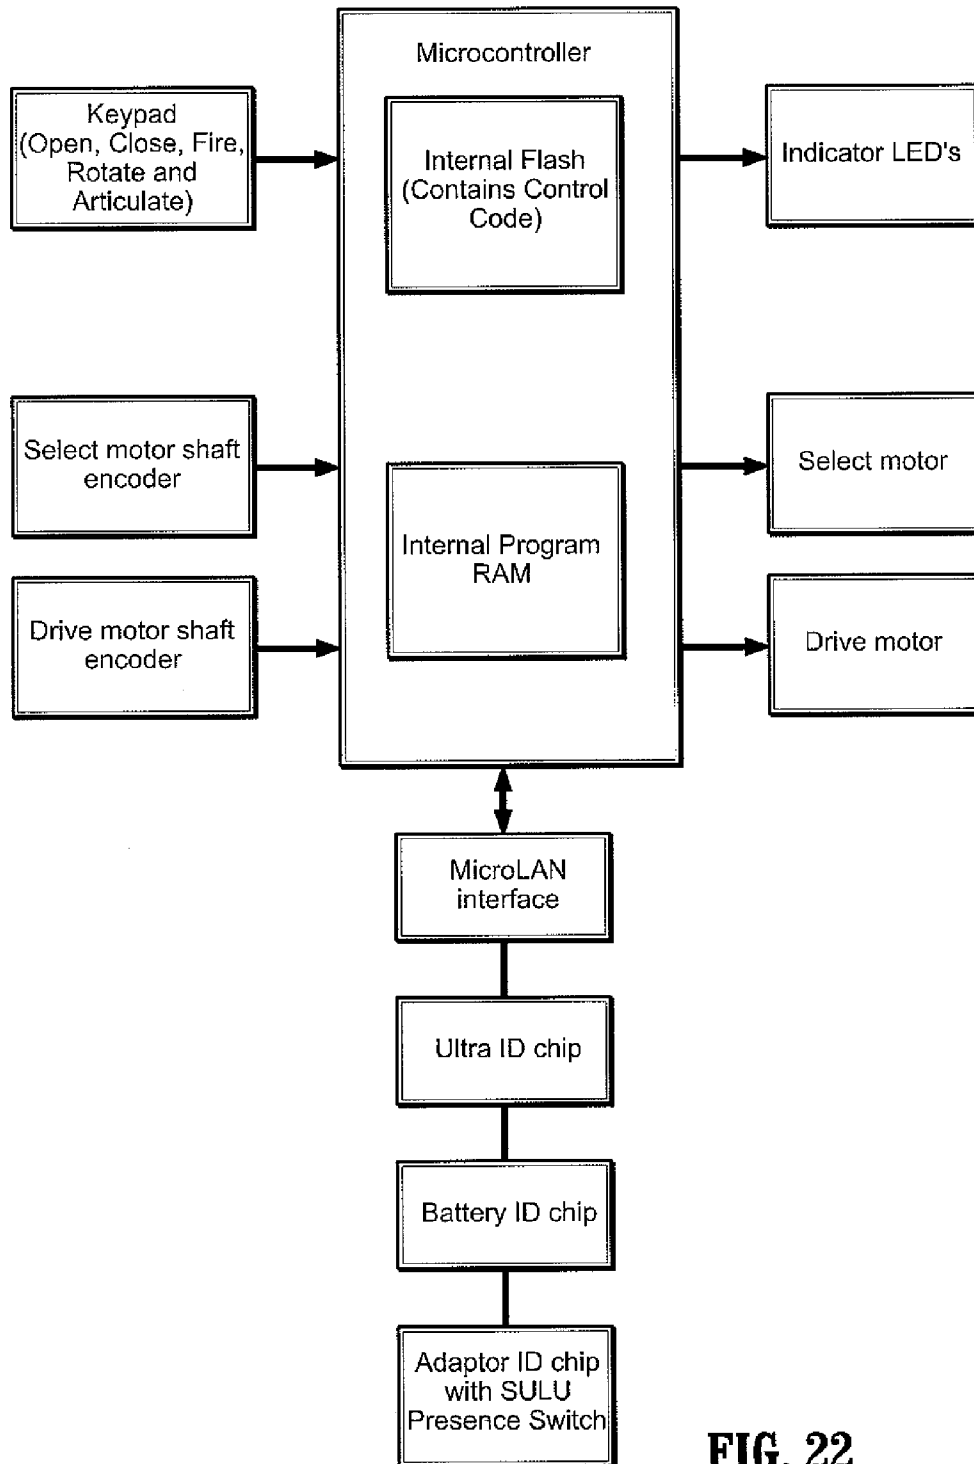 Microcontroller
Keypad
(Open, Close, Fire,
Rotate and
Articulate)
Internal Flash
(Contains Control
Code)
Indicator LED's
Select motor shaft
encoder
Internal Program
RAM
Select motor
Drive motor shaft
encoder
Drive motor
MicroLAN
interface
Ultra ID chip
Battery ID chip
Adaptor ID chip
with SULU
Presence Switch
FIG. 22